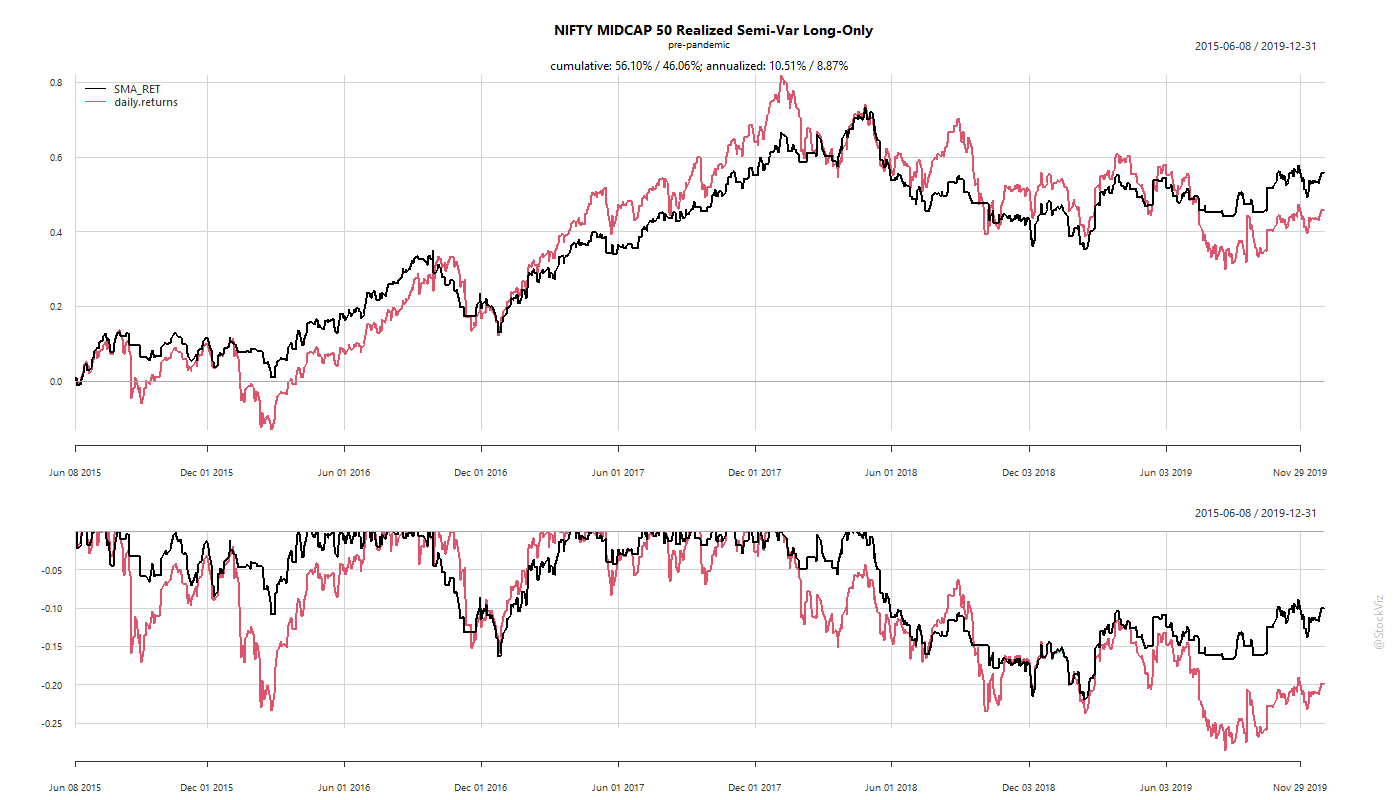 NIFTY MIDCAP 50 Realized Semi-Var Long-Only
pre-pandemic
2015-06-08 / 2019-12-31
cumulative: 56.10% / 46.06%; annualized: 10.51% / 8.87%
SMA_RET
daily.returns
0.8
0.6
0.4
0.2
0.0
Jun 08 2015 Dec 01 2015 Jun 01 2016 Dec 01 2016 Jun 01 2017 Dec 01 2017 Jun 01 2018 Dec 03 2018 Jun 03 2019 Nov 29 2019
2015-06-08 / 2019-12-31
-0.05
-0.10
-0.15
-0.20
-0.25
Jun 08 2015 Dec 01 2015 Jun 01 2016 Dec 01 2016 Jun 01 2017 Dec 01 2017 Jun 01 2018 Dec 03 2018 Jun 03 2019 Nov 29 2019
@StockViz